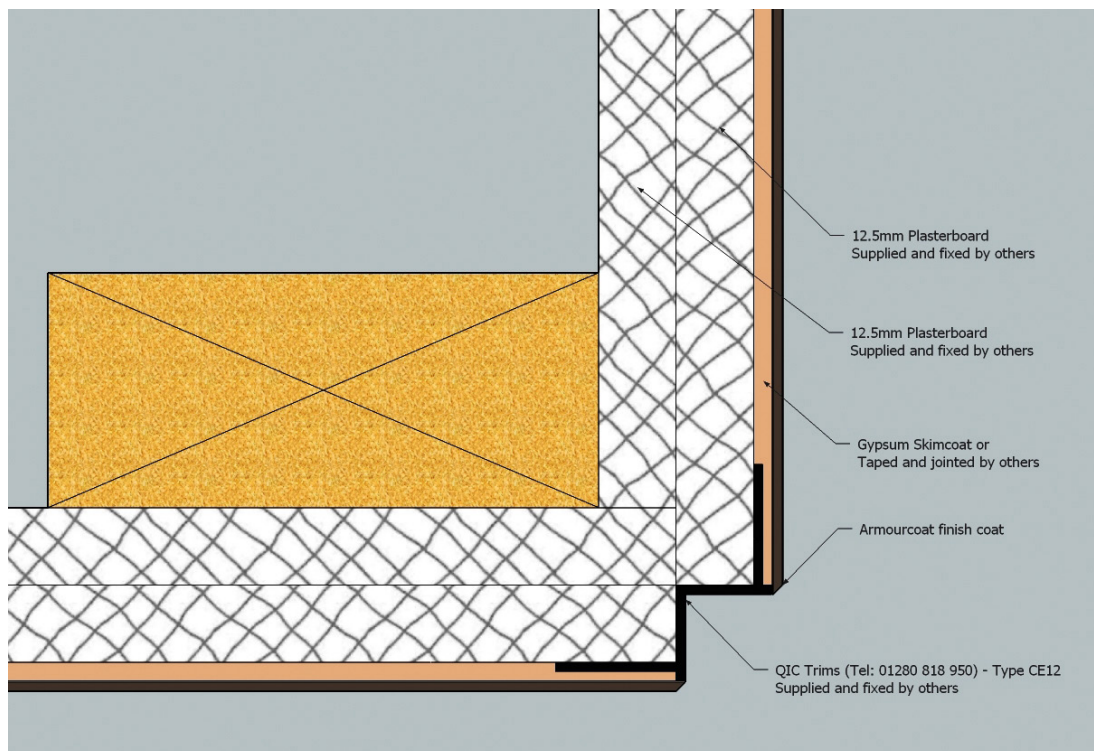 12.5mm Plasterboard
Supplied and fixed by others
12.5mm Plasterboard
Supplied and fixed by others
Gypsum Skimcoat or
Taped and jointed by others
Armourcoat finish coat
QIC Trims (Tel: 01280 818 950) - Type CE12
Supplied and fixed by others